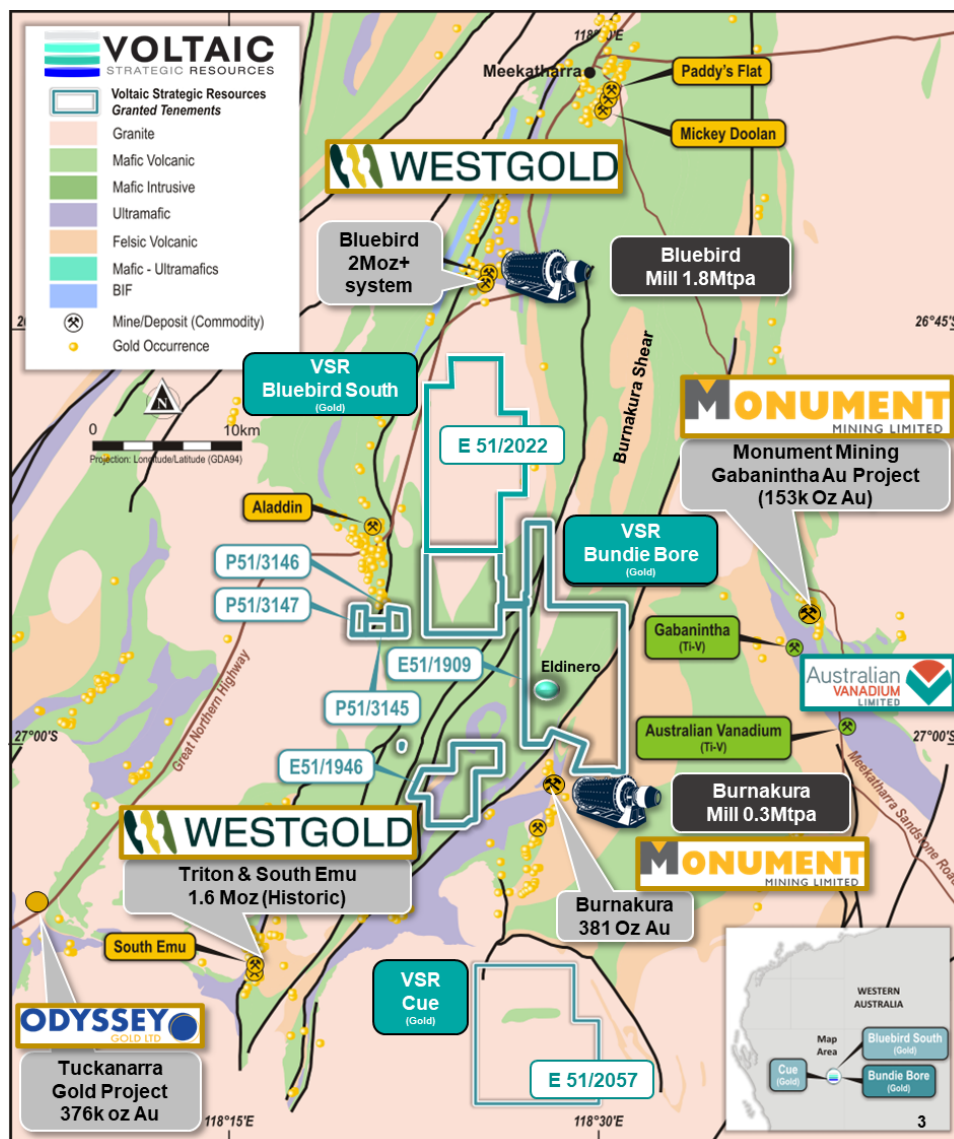 VOLTAIC
STRATEGIC RESOURCES
Voltaic Strategic Resources
Granted Tenements
Granite
Mafic Volcanic
Mafic Intrusive
Ultramafic
Felsic Volcanic
Mafic - Ultramafics
BIF
Mine/Deposit (Commodity)
Gold Occurrence
N
0
10km
Projection: Longitude/Latitude (GDA94)
Meekatharra
Paddy's Flat
Mickey Doolan
WESTGOLD
Bluebird
2Moz+
system
Bluebird
Mill 1.8Mtpa
26°45'S
VSR
Bluebird South
(Gold)
E 51/2022
Burnakura Shear
MONUMENT
MINING LIMITED
Monument Mining
Gabanintha Au Project
(153k Oz Au)
Aladdin
VSR
Bundie Bore
(Gold)
P51/3146
P51/3147
E51/1909
Eldinero
P51/3145
Gabanintha
(Ti-V)
Australian
VANADIUM
LIMITED
Great Northern Highway
27°00'S
Australian Vanadium
(Ti-V)
27°00'S
E51/1946
Meekatharra Sandstone Road
WESTGOLD
Triton & South Emu
1.6 Moz (Historic)
Burnakura
Mill 0.3Mtpa
MONUMENT
MINING LIMITED
Burnakura
381 Oz Au
South Emu
VSR
Cue
(Gold)
ODYSSEY
GOLD LTD
Tuckanarra
Gold Project
376k oz Au
E 51/2057
118°15'E
118°30'E
WESTERN
AUSTRALIA
Map
Area
Bluebird South
(Gold)
Cue
(Gold)
Bundie Bore
(Gold)
3